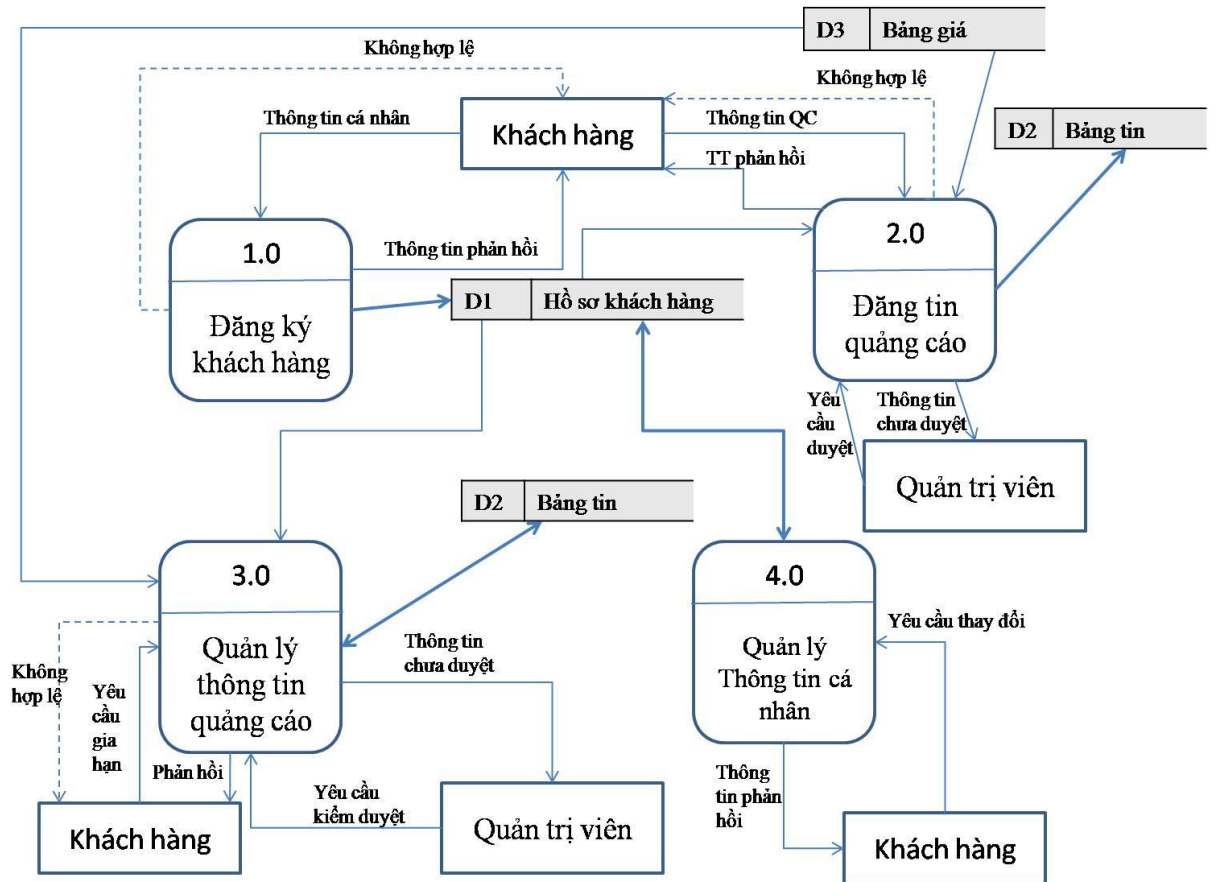 D3 Bảng giá
Không hợp lệ
Không hợp lệ
Thông tin cá nhân
Khách hàng
Thông tin QC
D2 Bảng tin
TT phản hồi
1.0
Thông tin phản hồi
2.0
D1 Hồ sơ khách hàng
Đăng ký
khách hàng
Đăng tin
quảng cáo
Yêu
cầu
duyệt
Thông tin
chưa duyệt
Quản trị viên
D2 Bảng tin
3.0
4.0
Quản lý
thông tin
quảng cáo
Thông tin
chưa duyệt
Quản lý
Thông tin cá
nhân
Yêu cầu thay đổi
Không
hợp lệ
Yêu
cầu
gia
hạn
Phản hồi
Yêu cầu
kiểm duyệt
Thông
tin phản
hồi
Khách hàng
Quản trị viên
Khách hàng